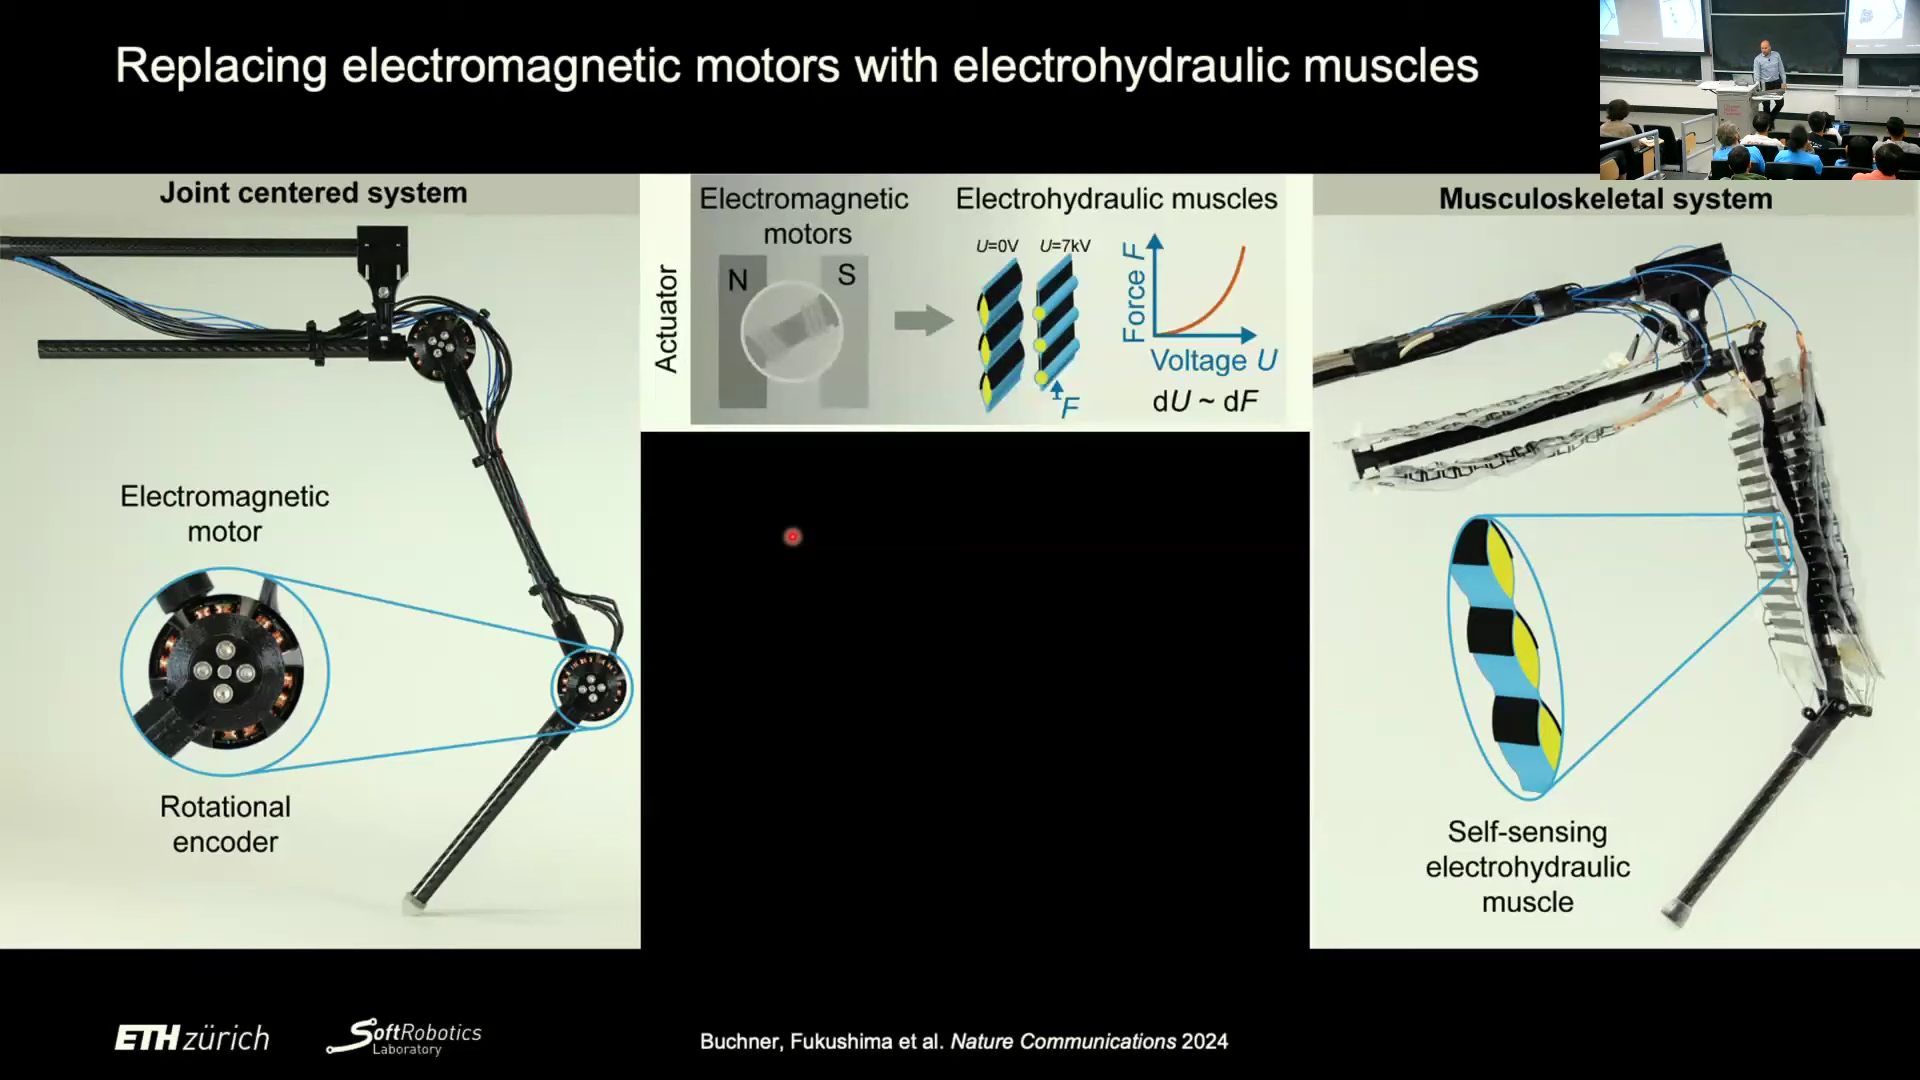 Replacing electromagnetic motors with electrohydraulic muscles
Joint centered system
Electromagnetic
motor
Rotational
encoder
Actuator
Electromagnetic
motors
N
S
Electrohydraulic muscles
U=0V
U=7kV
F
Force F
Voltage U
dU ~ dF
Musculoskeletal system
Self-sensing
electrohydraulic
muscle
ETH zürich
SoftRobotics
Laboratory
Buchner, Fukushima et al. Nature Communications 2024